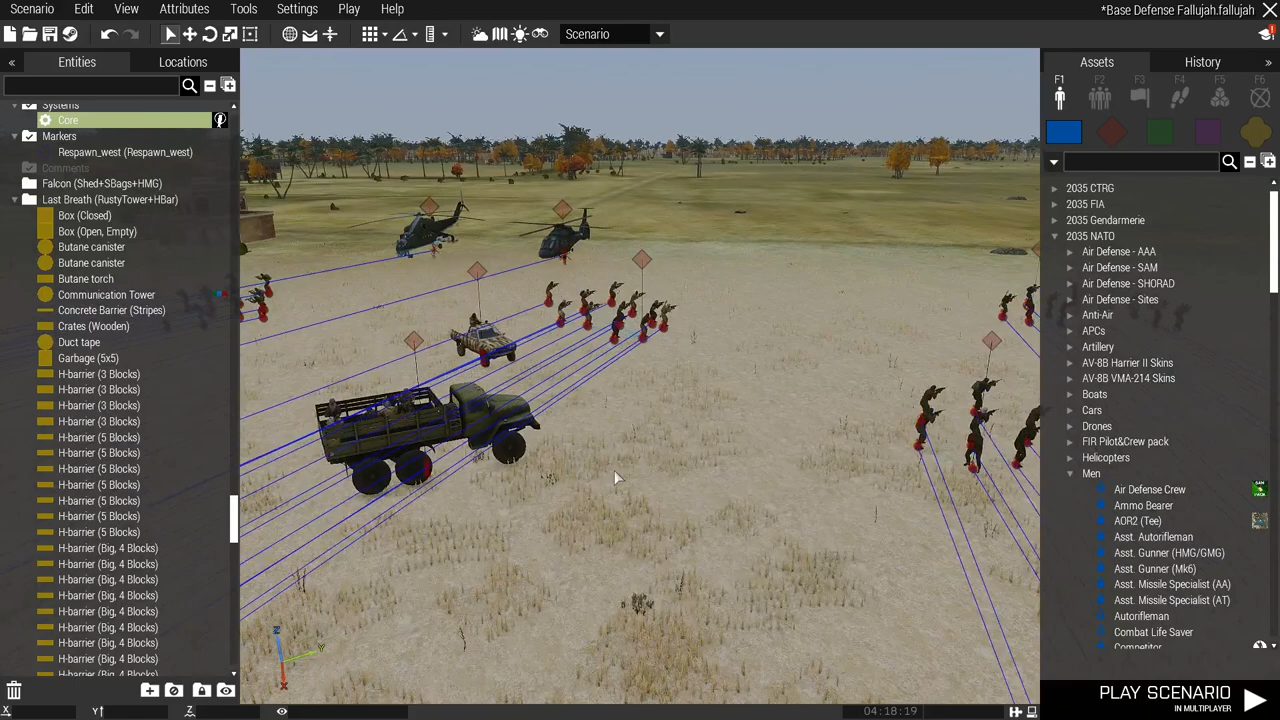 Scenario Edit View Attributes Tools Settings Play Help
*Base Defense Fallujah.fallujah
Scenario
Entities Locations
Systems
Core
Markers
Respawn_west (Respawn_west)
Comments
Falcon (Shed+SBags+HMG)
Last Breath (RustyTower+HBar)
Box (Closed)
Box (Open, Empty)
Butane canister
Butane canister
Butane torch
Communication Tower
Concrete Barrier (Stripes)
Crates (Wooden)
Duct tape
Garbage (5x5)
H-barrier (3 Blocks)
H-barrier (3 Blocks)
H-barrier (3 Blocks)
H-barrier (3 Blocks)
H-barrier (5 Blocks)
H-barrier (5 Blocks)
H-barrier (5 Blocks)
H-barrier (5 Blocks)
H-barrier (5 Blocks)
H-barrier (5 Blocks)
H-barrier (5 Blocks)
H-barrier (Big, 4 Blocks)
H-barrier (Big, 4 Blocks)
H-barrier (Big, 4 Blocks)
H-barrier (Big, 4 Blocks)
H-barrier (Big, 4 Blocks)
H-barrier (Big, 4 Blocks)
H-barrier (Big, 4 Blocks)
H-barrier (Big, 4 Blocks)
H-barrier (Big, 4 Blocks)
X Y Z
Z
Y
X
04:18:19
Assets History
F1 F2 F3 F4 F5 F6
2035 CTRG
2035 FIA
2035 Gendarmerie
2035 NATO
Air Defense - AAA
Air Defense - SAM
Air Defense - SHORAD
Air Defense - Sites
Anti-Air
APCs
Artillery
AV-8B Harrier II Skins
AV-8B VMA-214 Skins
Boats
Cars
Drones
FIR Pilot&Crew pack
Helicopters
Men
Air Defense Crew
Ammo Bearer
AOR2 (Tee)
Asst. Autorifleman
Asst. Gunner (HMG/GMG)
Asst. Gunner (Mk6)
Asst. Missile Specialist (AA)
Asst. Missile Specialist (AT)
Autorifleman
Combat Life Saver
Competitor
PLAY SCENARIO
IN MULTIPLAYER